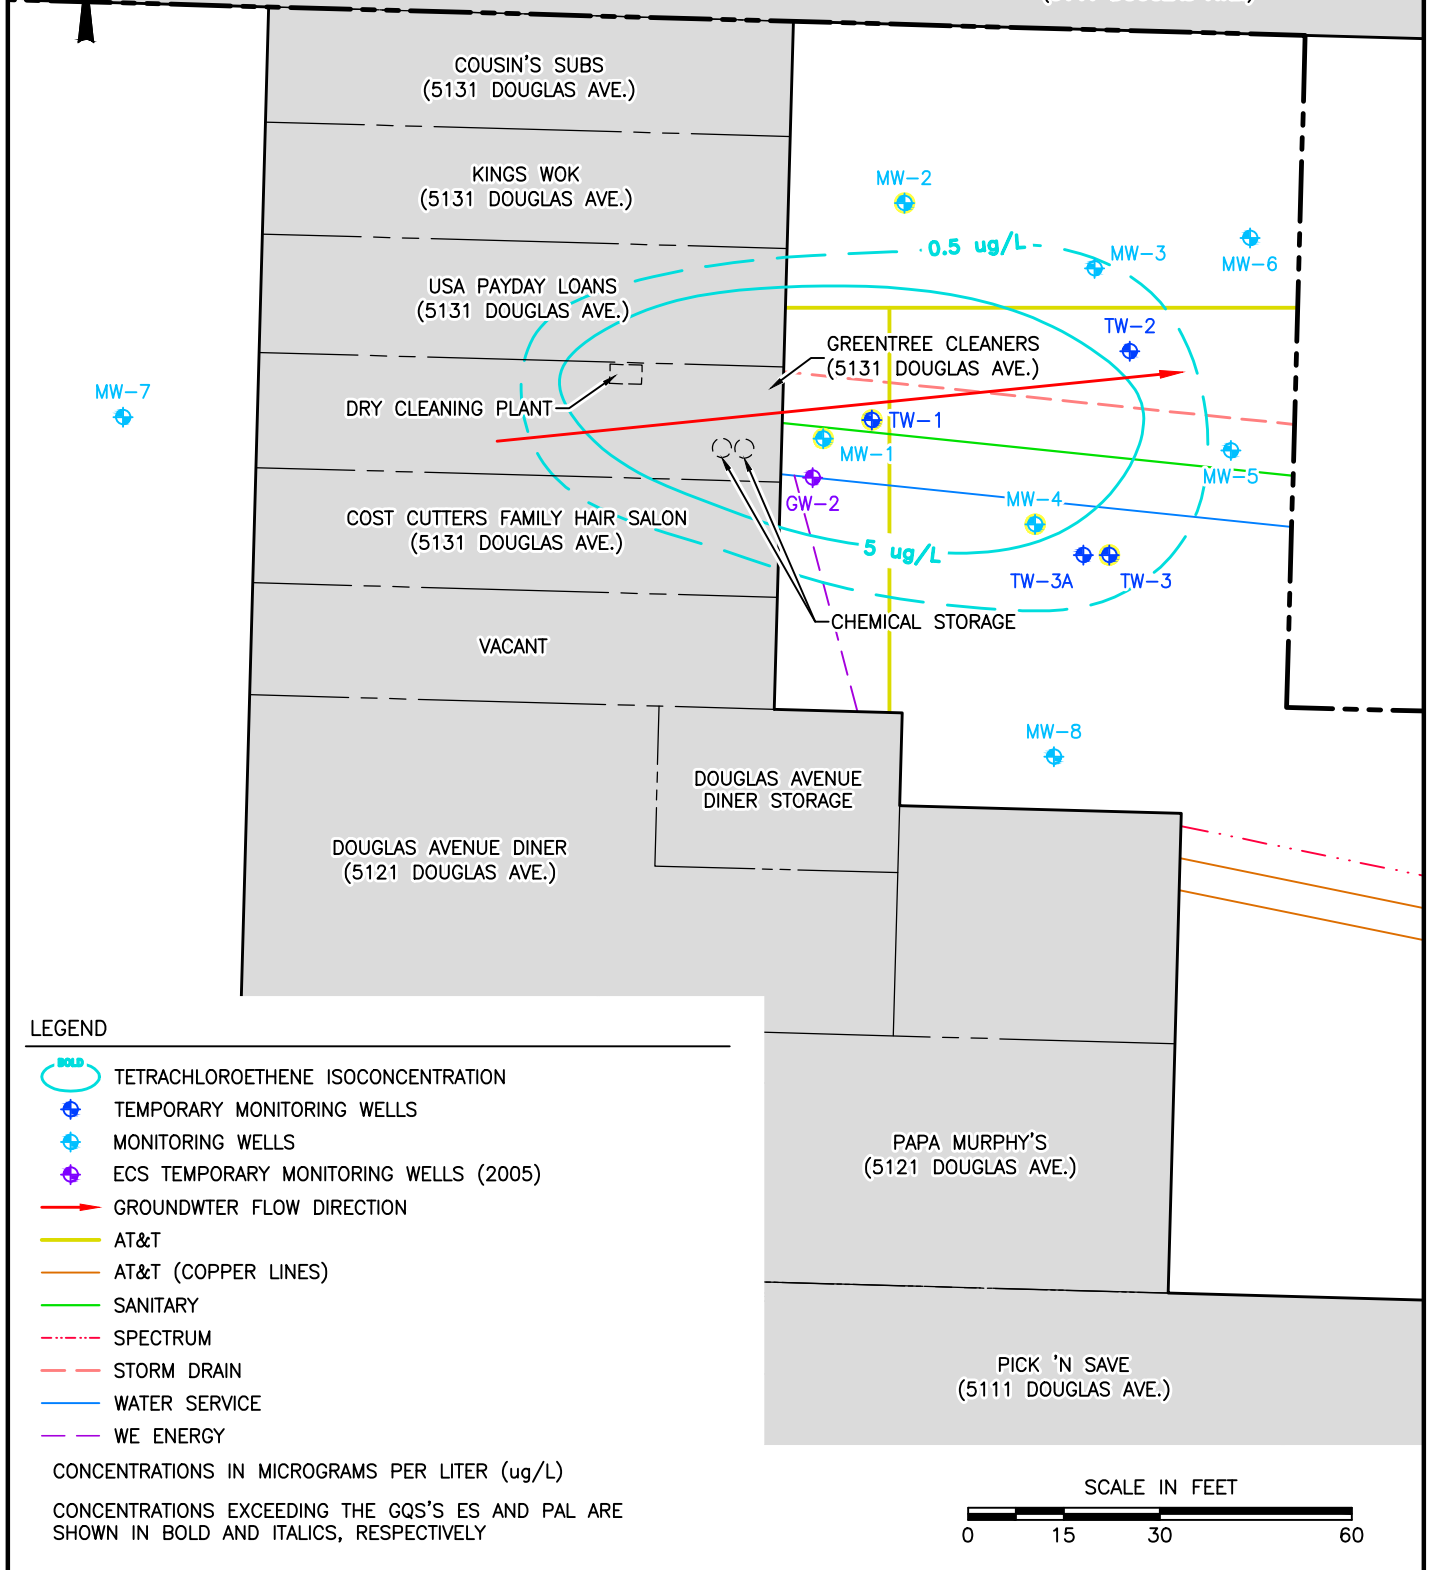 COUSIN'S SUBS
(5131 DOUGLAS AVE.)
KINGS WOK
(5131 DOUGLAS AVE.)
MW-2
0.5 ug/L
MW-3
MW-6
USA PAYDAY LOANS
(5131 DOUGLAS AVE.)
TW-2
GREENTREE CLEANERS
(5131 DOUGLAS AVE.)
MW-7
DRY CLEANING PLANT
TW-1
MW-1
MW-5
GW-2
MW-4
COST CUTTERS FAMILY HAIR SALON
(5131 DOUGLAS AVE.)
5 ug/L
TW-3A
TW-3
CHEMICAL STORAGE
VACANT
MW-8
DOUGLAS AVENUE
DINER STORAGE
DOUGLAS AVENUE DINER
(5121 DOUGLAS AVE.)
LEGEND
BOLD
TETRACHLOROETHENE ISOCONCENTRATION
TEMPORARY MONITORING WELLS
MONITORING WELLS
ECS TEMPORARY MONITORING WELLS (2005)
GROUNDWTER FLOW DIRECTION
AT&T
AT&T (COPPER LINES)
SANITARY
SPECTRUM
STORM DRAIN
WATER SERVICE
WE ENERGY
CONCENTRATIONS IN MICROGRAMS PER LITER (ug/L)
CONCENTRATIONS EXCEEDING THE GQS'S ES AND PAL ARE
SHOWN IN BOLD AND ITALICS, RESPECTIVELY
PAPA MURPHY'S
(5121 DOUGLAS AVE.)
PICK 'N SAVE
(5111 DOUGLAS AVE.)
SCALE IN FEET
0 15 30 60